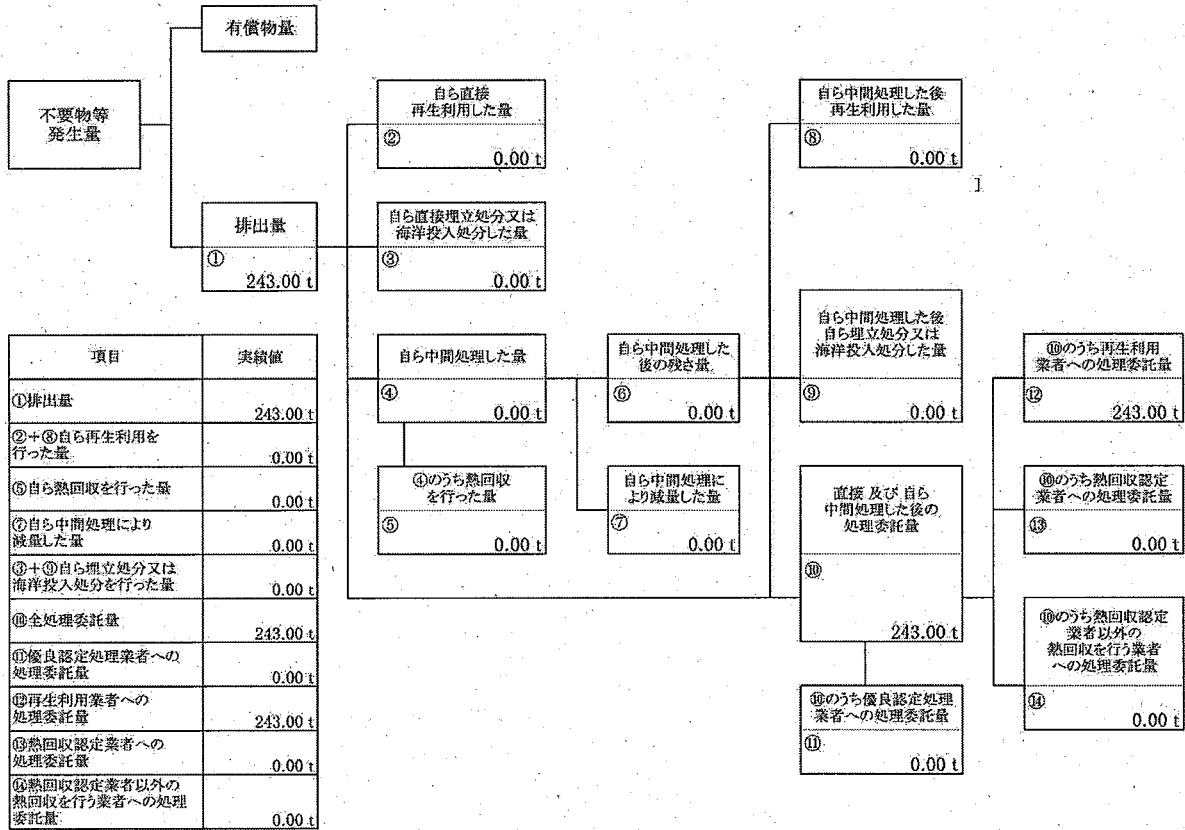 有償物量
不要物等
発生量
排出量
①
243.00 t
自ら直接
再生利用した量
②
0.00 t
自ら直接埋立処分又は
海洋投入処分した量
③
0.00 t
自ら中間処理した量
④
0.00 t
④のうち熱回収
を行った量
⑤
0.00 t
自ら中間処理した
後の残さ量
⑥
0.00 t
自ら中間処理に
より減量した量
⑦
0.00 t
自ら中間処理した後
再生利用した量
⑧
0.00 t
自ら中間処理した後
自ら埋立処分又は
海洋投入処分した量
⑨
0.00 t
直接 及び 自ら
中間処理した後の
処理委託量
⑩
243.00 t
⑩のうち優良認定処理
業者への処理委託量
⑪
0.00 t
⑩のうち再生利用
業者への処理委託量
⑫
243.00 t
⑩のうち熱回収認定
業者への処理委託量
⑬
0.00 t
⑩のうち熱回収認定
業者以外の
熱回収を行う業者
への処理委託量
⑭
0.00 t
項目 実績値
①排出量 243.00 t
②+⑧自ら再生利用を
行った量 0.00 t
⑤自ら熱回収を行った量 0.00 t
⑦自ら中間処理により
減量した量 0.00 t
③+⑨自ら埋立処分又は
海洋投入処分を行った量 0.00 t
⑩全処理委託量 243.00 t
⑪優良認定処理業者への
処理委託量 0.00 t
⑫再生利用業者への
処理委託量 243.00 t
⑬熱回収認定業者への
処理委託量 0.00 t
⑭熱回収認定業者以外の
熱回収を行う業者への処理
委託量 0.00 t